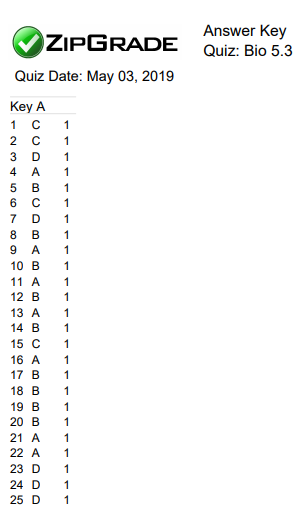 ZIPGRADE
Answer Key
Quiz: Bio 5.3
Quiz Date: May 03, 2019
Key A
1 C 1
2 C 1
3 D 1
4 A 1
5 B 1
6 C 1
7 D 1
8 B 1
9 A 1
10 B 1
11 A 1
12 B 1
13 A 1
14 B 1
15 C 1
16 A 1
17 B 1
18 B 1
19 B 1
20 B 1
21 A 1
22 A 1
23 D 1
24 D 1
25 D 1